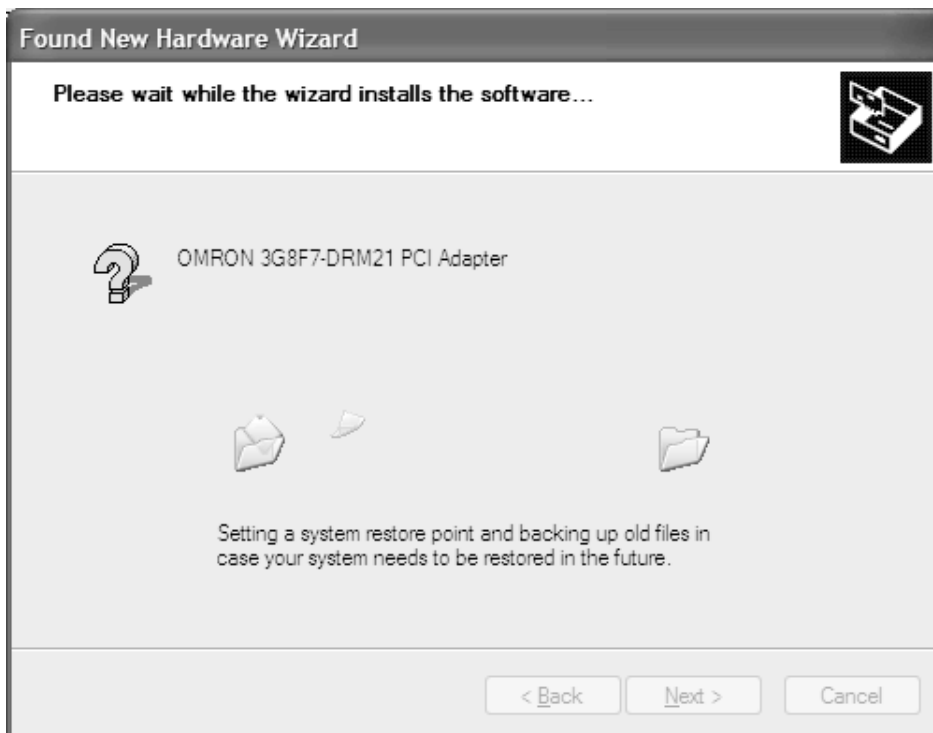 Found New Hardware Wizard
Please wait while the wizard installs the software...
OMRON 3G8F7-DRM21 PCI Adapter
Setting a system restore point and backing up old files in
case your system needs to be restored in the future.
< Back
Next >
Cancel